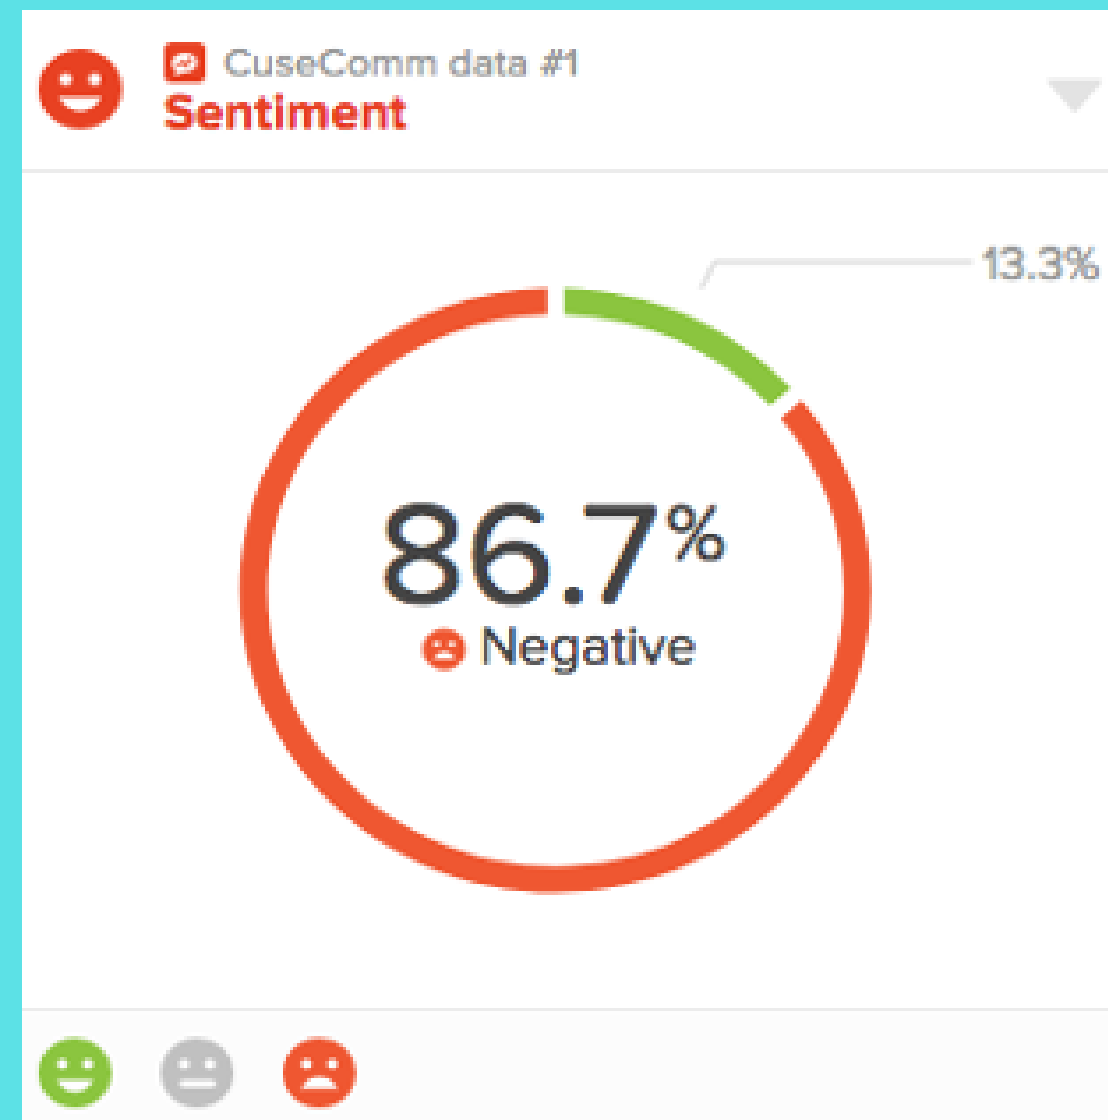 CuseComm data #1
Sentiment
13.3%
86.7%
Negative